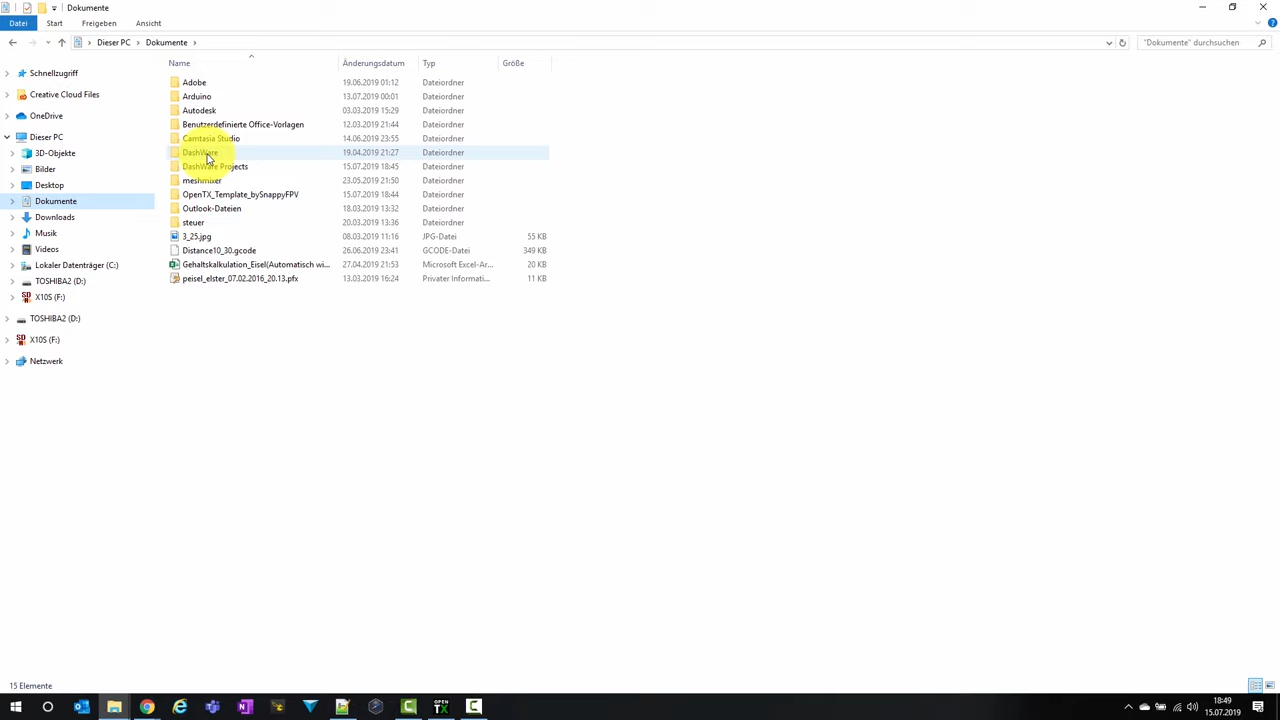 Dokumente
Datei Start Freigeben Ansicht
Dieser PC Dokumente "Dokumente" durchsuchen
Name Änderungsdatum Typ Größe
Schnellzugriff
Creative Cloud Files
OneDrive
Dieser PC
3D-Objekte
Bilder
Desktop
Dokumente
Downloads
Musik
Videos
Lokaler Datenträger (C:)
TOSHIBA2 (D:)
X10S (F:)
TOSHIBA2 (D:)
X10S (F:)
Netzwerk
Adobe 19.06.2019 01:12 Dateiordner
Arduino 13.07.2019 00:01 Dateiordner
Autodesk 03.03.2019 15:29 Dateiordner
Benutzerdefinierte Office-Vorlagen 12.03.2019 21:44 Dateiordner
Camtasia Studio 14.06.2019 23:55 Dateiordner
DashWare 19.04.2019 21:27 Dateiordner
DashWare Projects 15.07.2019 18:45 Dateiordner
meshmixer 23.05.2019 21:50 Dateiordner
OpenTX_Template_bySnappyFPV 15.07.2019 18:44 Dateiordner
Outlook-Dateien 18.03.2019 13:32 Dateiordner
steuer 20.03.2019 13:36 Dateiordner
3_25.jpg 08.03.2019 11:16 JPG-Datei 55 KB
Distance10_30.gcode 26.06.2019 23:41 GCODE-Datei 349 KB
Gehaltskalkulation_Eisel(Automatisch wi... 27.04.2019 21:53 Microsoft Excel-Ar... 20 KB
peisel_elster_07.02.2016_20.13.pfx 13.03.2019 16:24 Privater Informati... 11 KB
15 Elemente
OPEN
TX
18:49
15.07.2019